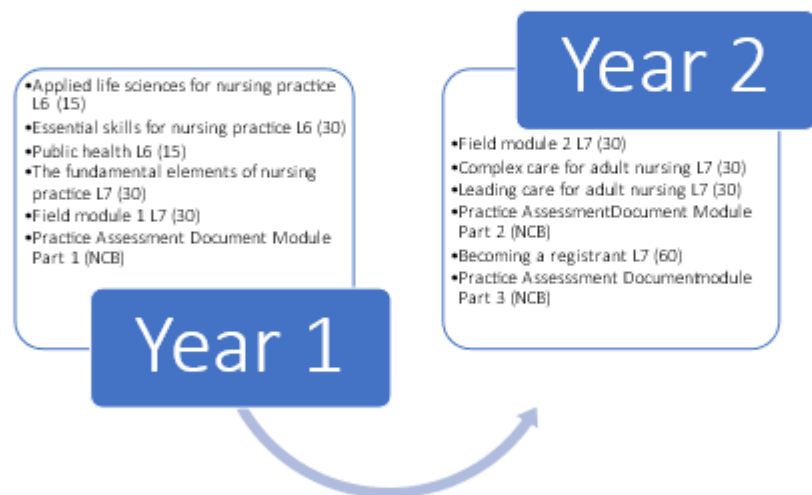 •Applied life sciences for nursing practice
L6 (15)
•Essential skills for nursing practice L6 (30)
•Public health L6 (15)
•The fundamental elements of nursing
practice L7 (30)
•Field module 1 L7 (30)
•Practice Assessment Document Module
Part 1 (NCB)
Year 1
Year 2
•Field module 2 L7 (30)
•Complex care for adult nursing L7 (30)
•Leading care for adult nursing L7 (30)
•Practice AssessmentDocument Module
Part 2 (NCB)
•Becoming a registrant L7 (60)
•Practice Assesssment Documentmodule
Part 3 (NCB)